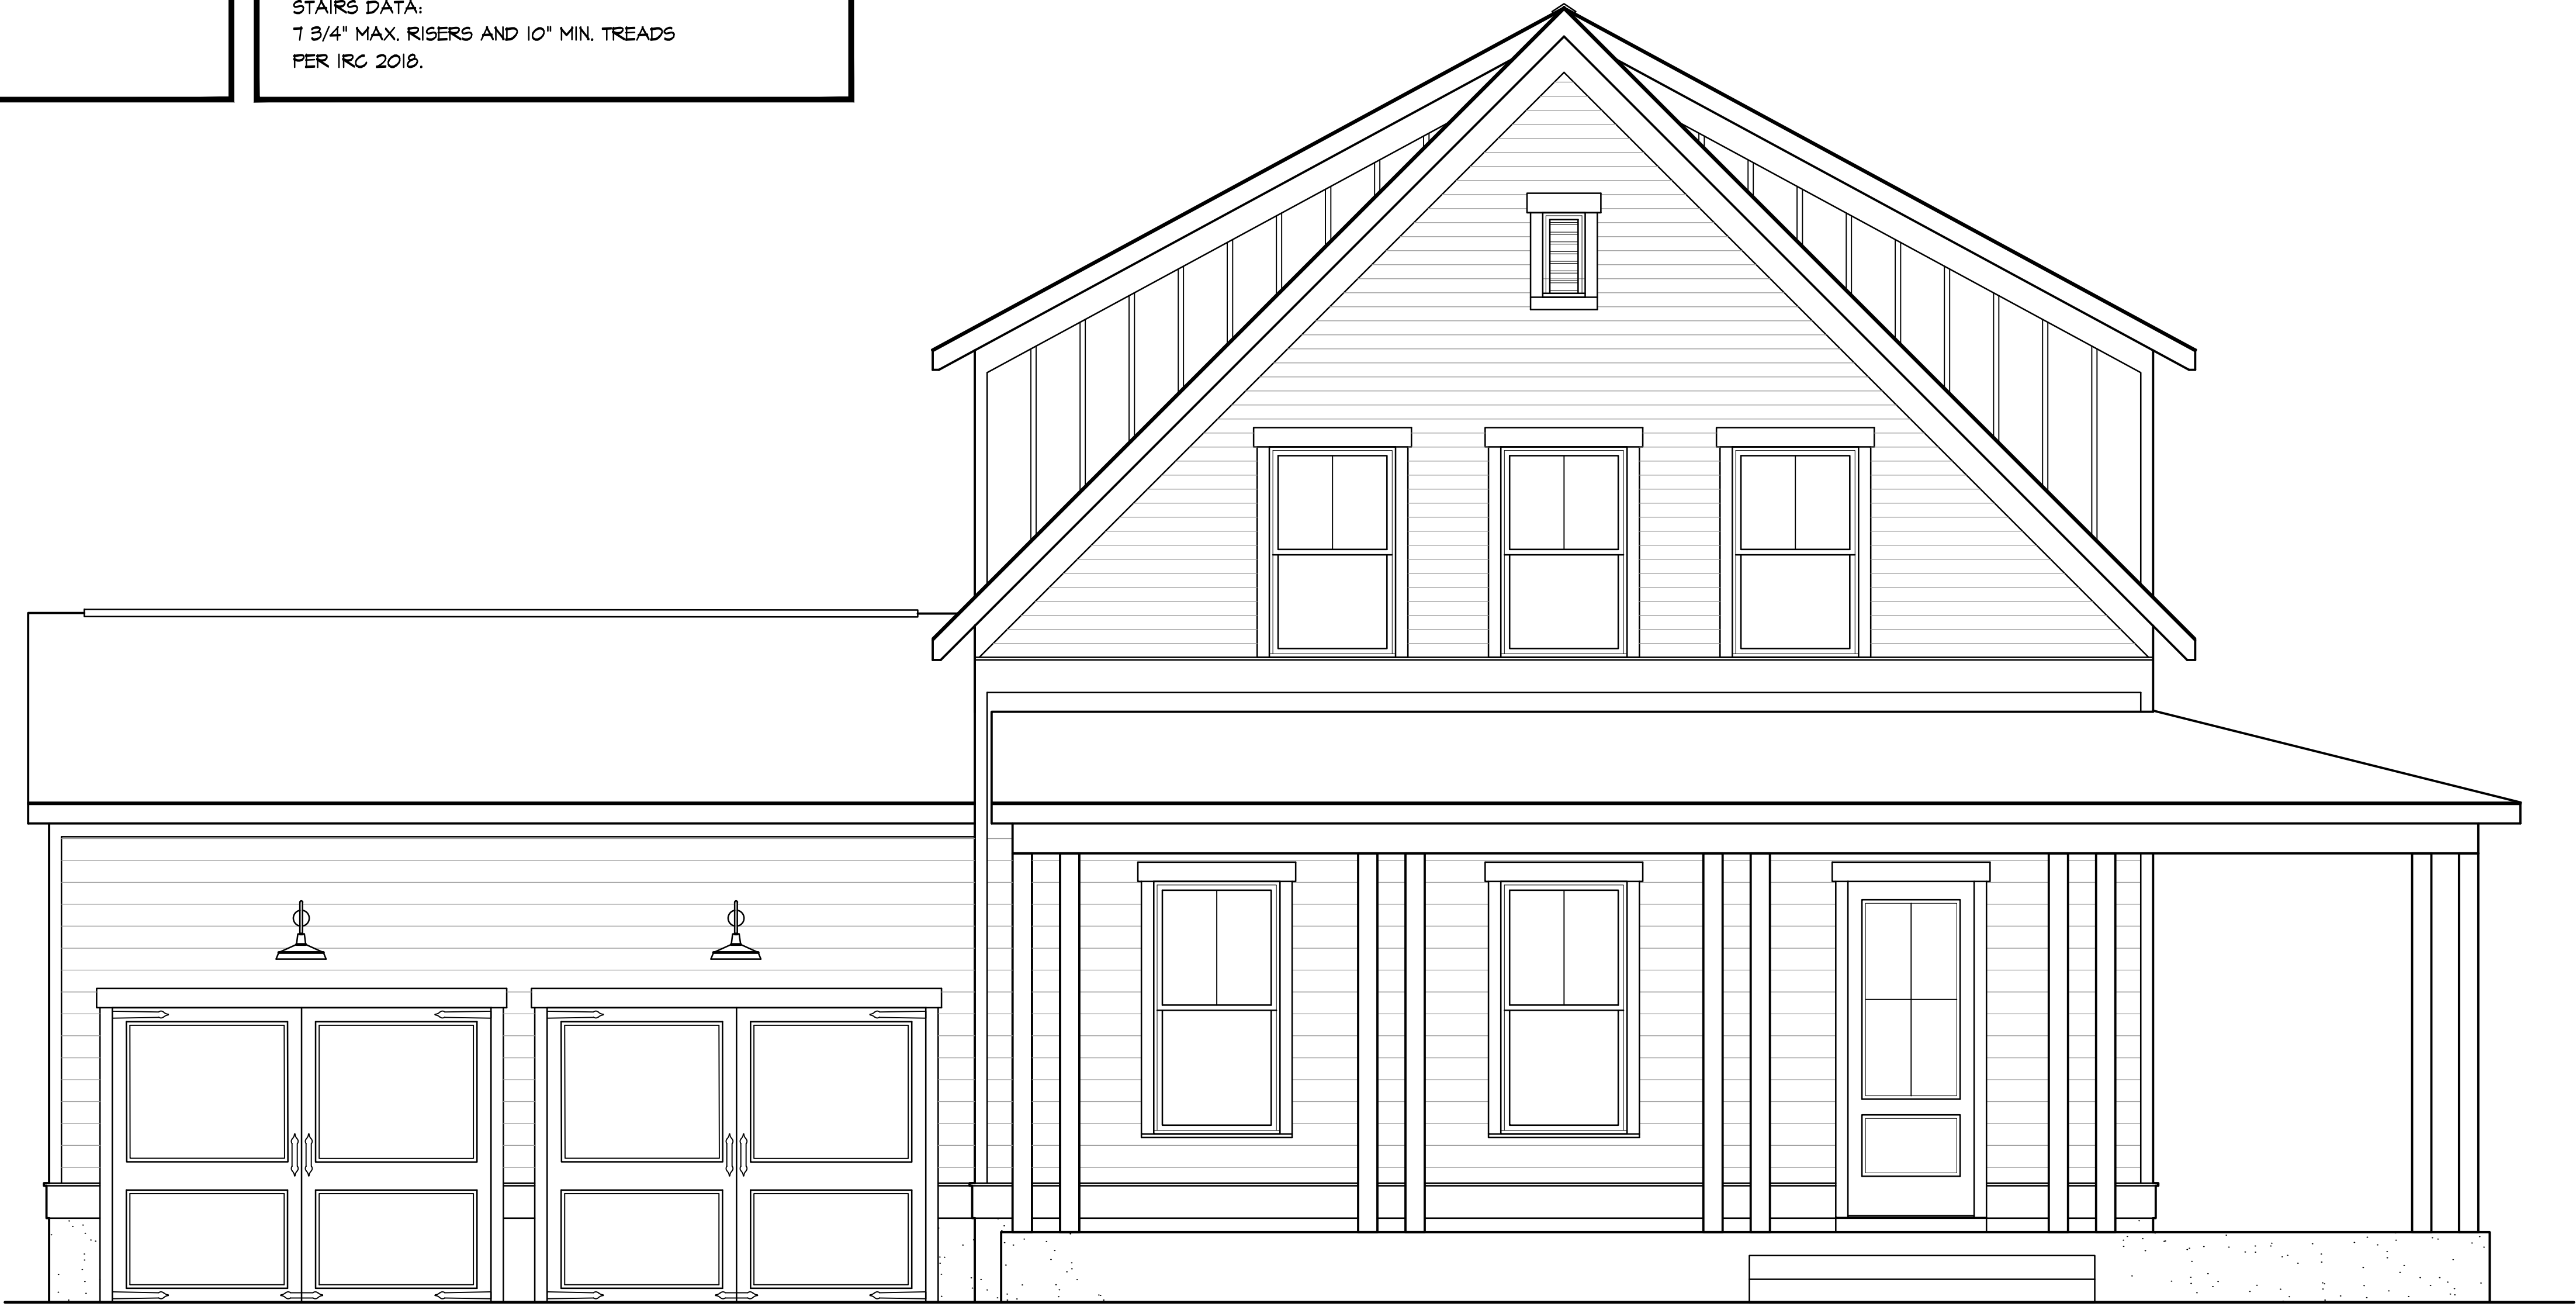 STAIRS DATA:
7 3/4" MAX. RISERS AND 10" MIN. TREADS
PER IRC 2018.